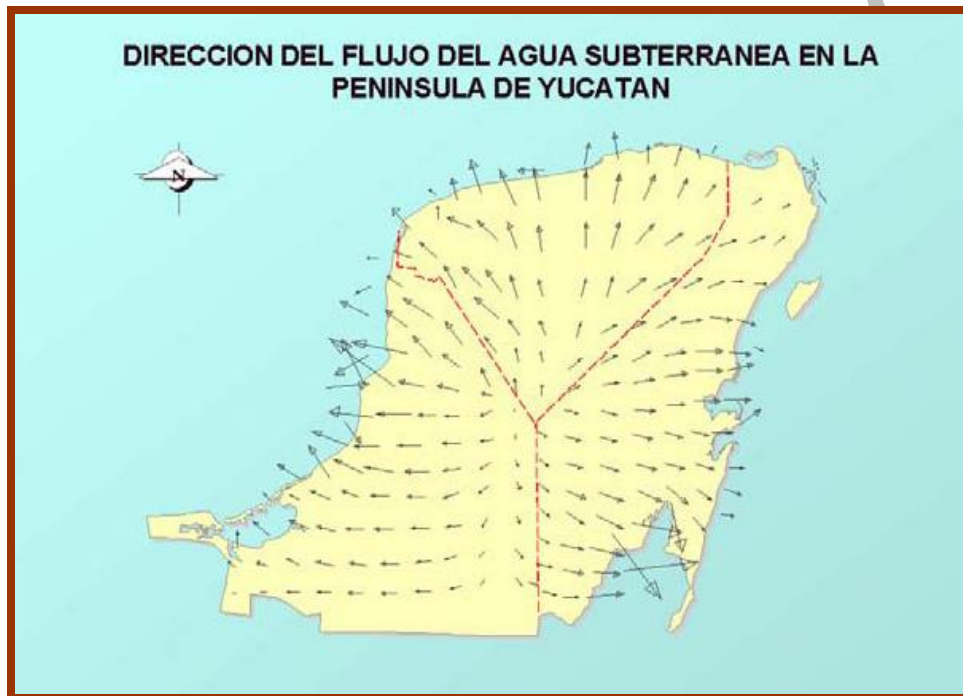 DIRECCION DEL FLUJO DEL AGUA SUBTERRANEA EN LA
PENINSULA DE YUCATAN
N